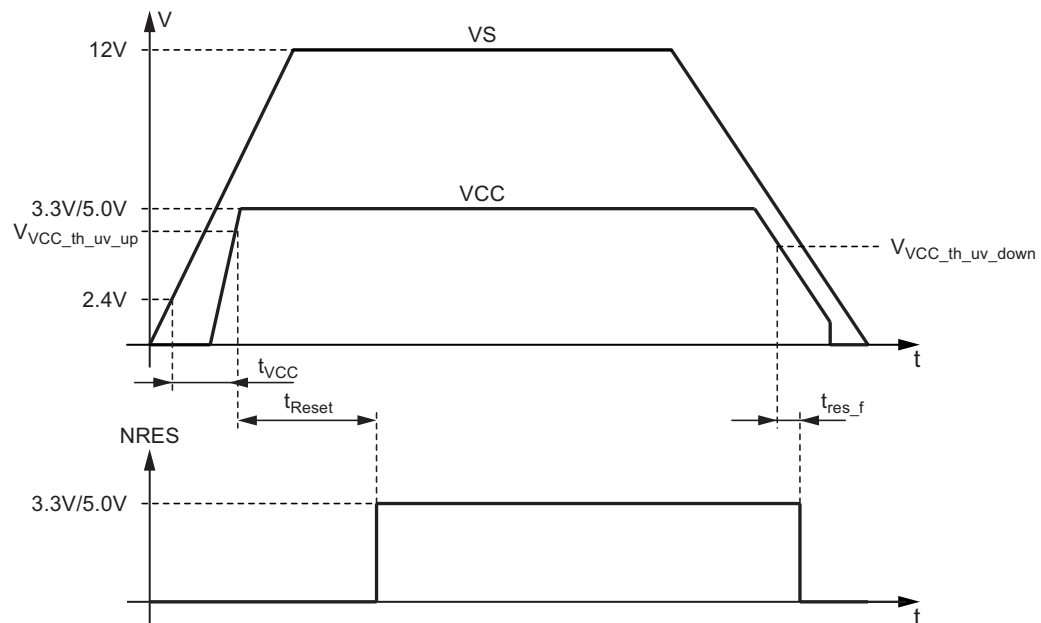 V
12V
VS
3.3V/5.0V
VCC
VVCC_th_uv_up
VVCC_th_uv_down
2.4V
t
tVCC
tReset
tres_f
NRES
3.3V/5.0V
t